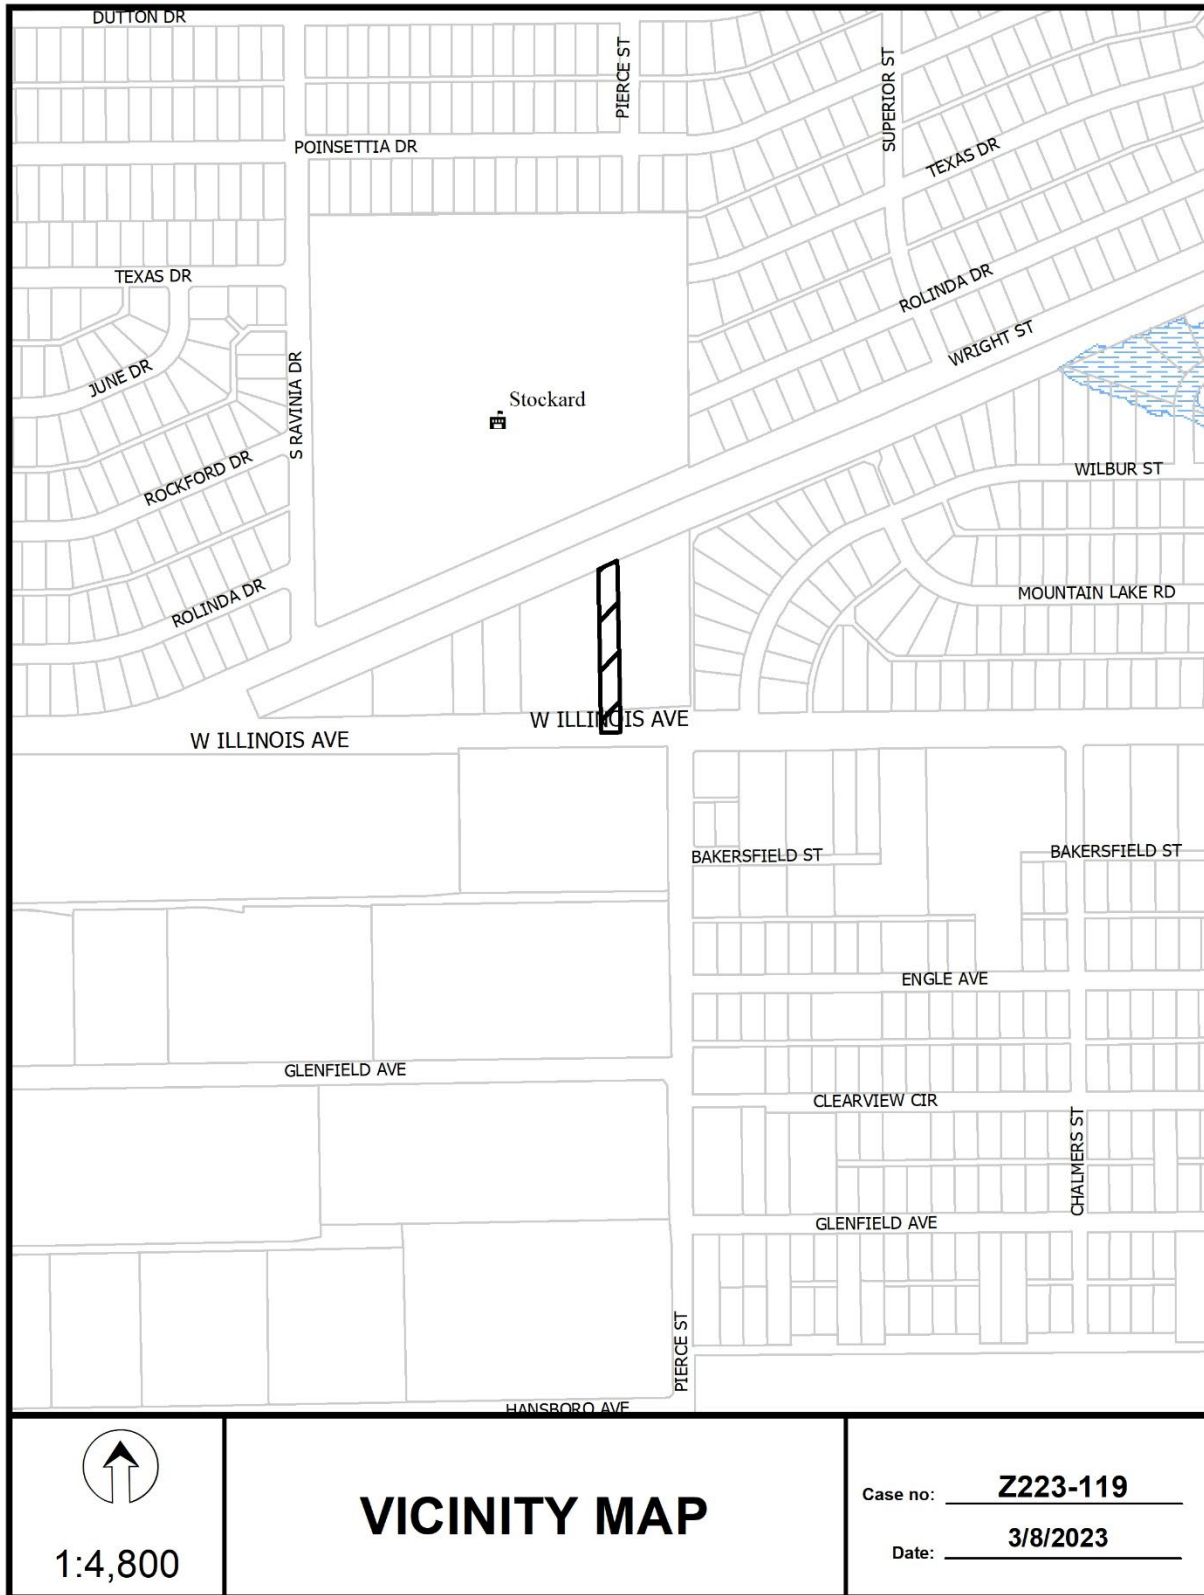 DUTTON DR
PIERCE ST
SUPERIOR ST
POINSETTIA DR
TEXAS DR
TEXAS DR
ROLINDA DR
WRIGHT ST
JUNE DR
S RAVINIA DR
Stockard
ROCKFORD DR
WILBUR ST
ROLINDA DR
MOUNTAIN LAKE RD
W ILLINOIS AVE
W ILLINOIS AVE
BAKERSFIELD ST
BAKERSFIELD ST
ENGLE AVE
GLENFIELD AVE
CLEARVIEW CIR
CHALMERS ST
GLENFIELD AVE
PIERCE ST
HANSBORO AVE
1:4,800
VICINITY MAP
Case no: Z223-119
Date: 3/8/2023